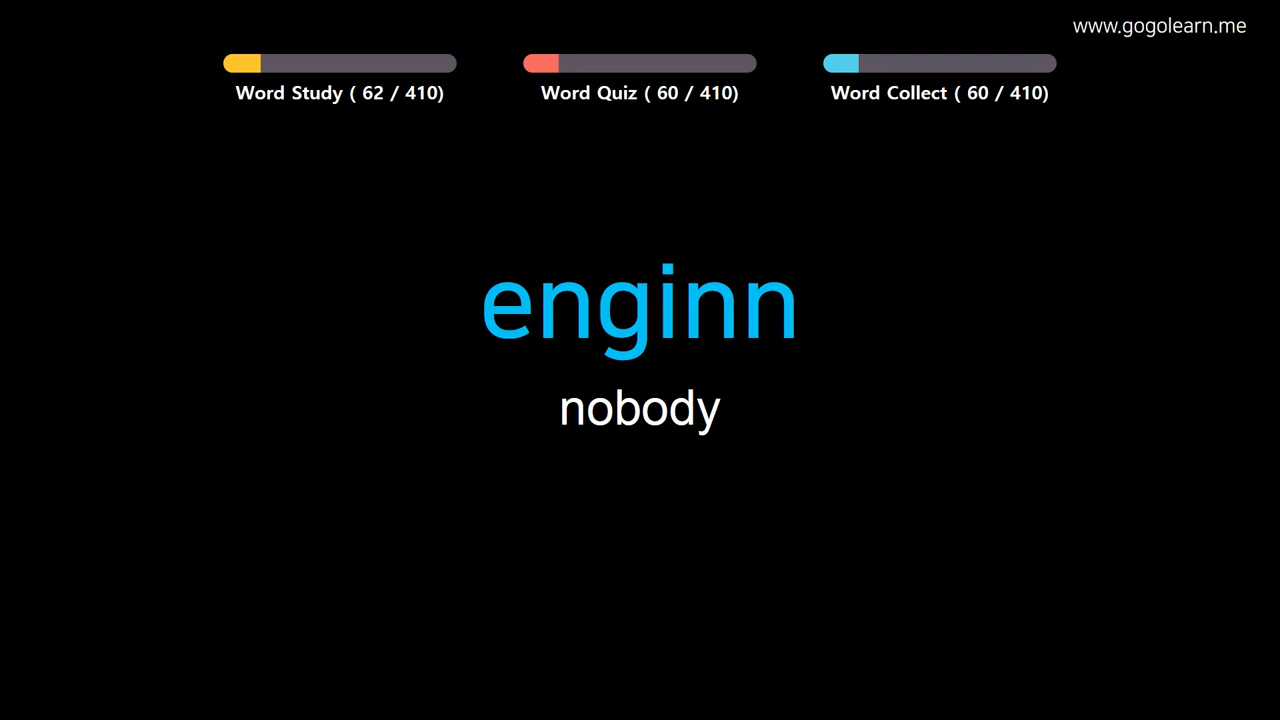 www.gogolearn.me
Word Study ( 62 / 410)
Word Quiz ( 60 / 410)
Word Collect ( 60 / 410)
enginn
nobody